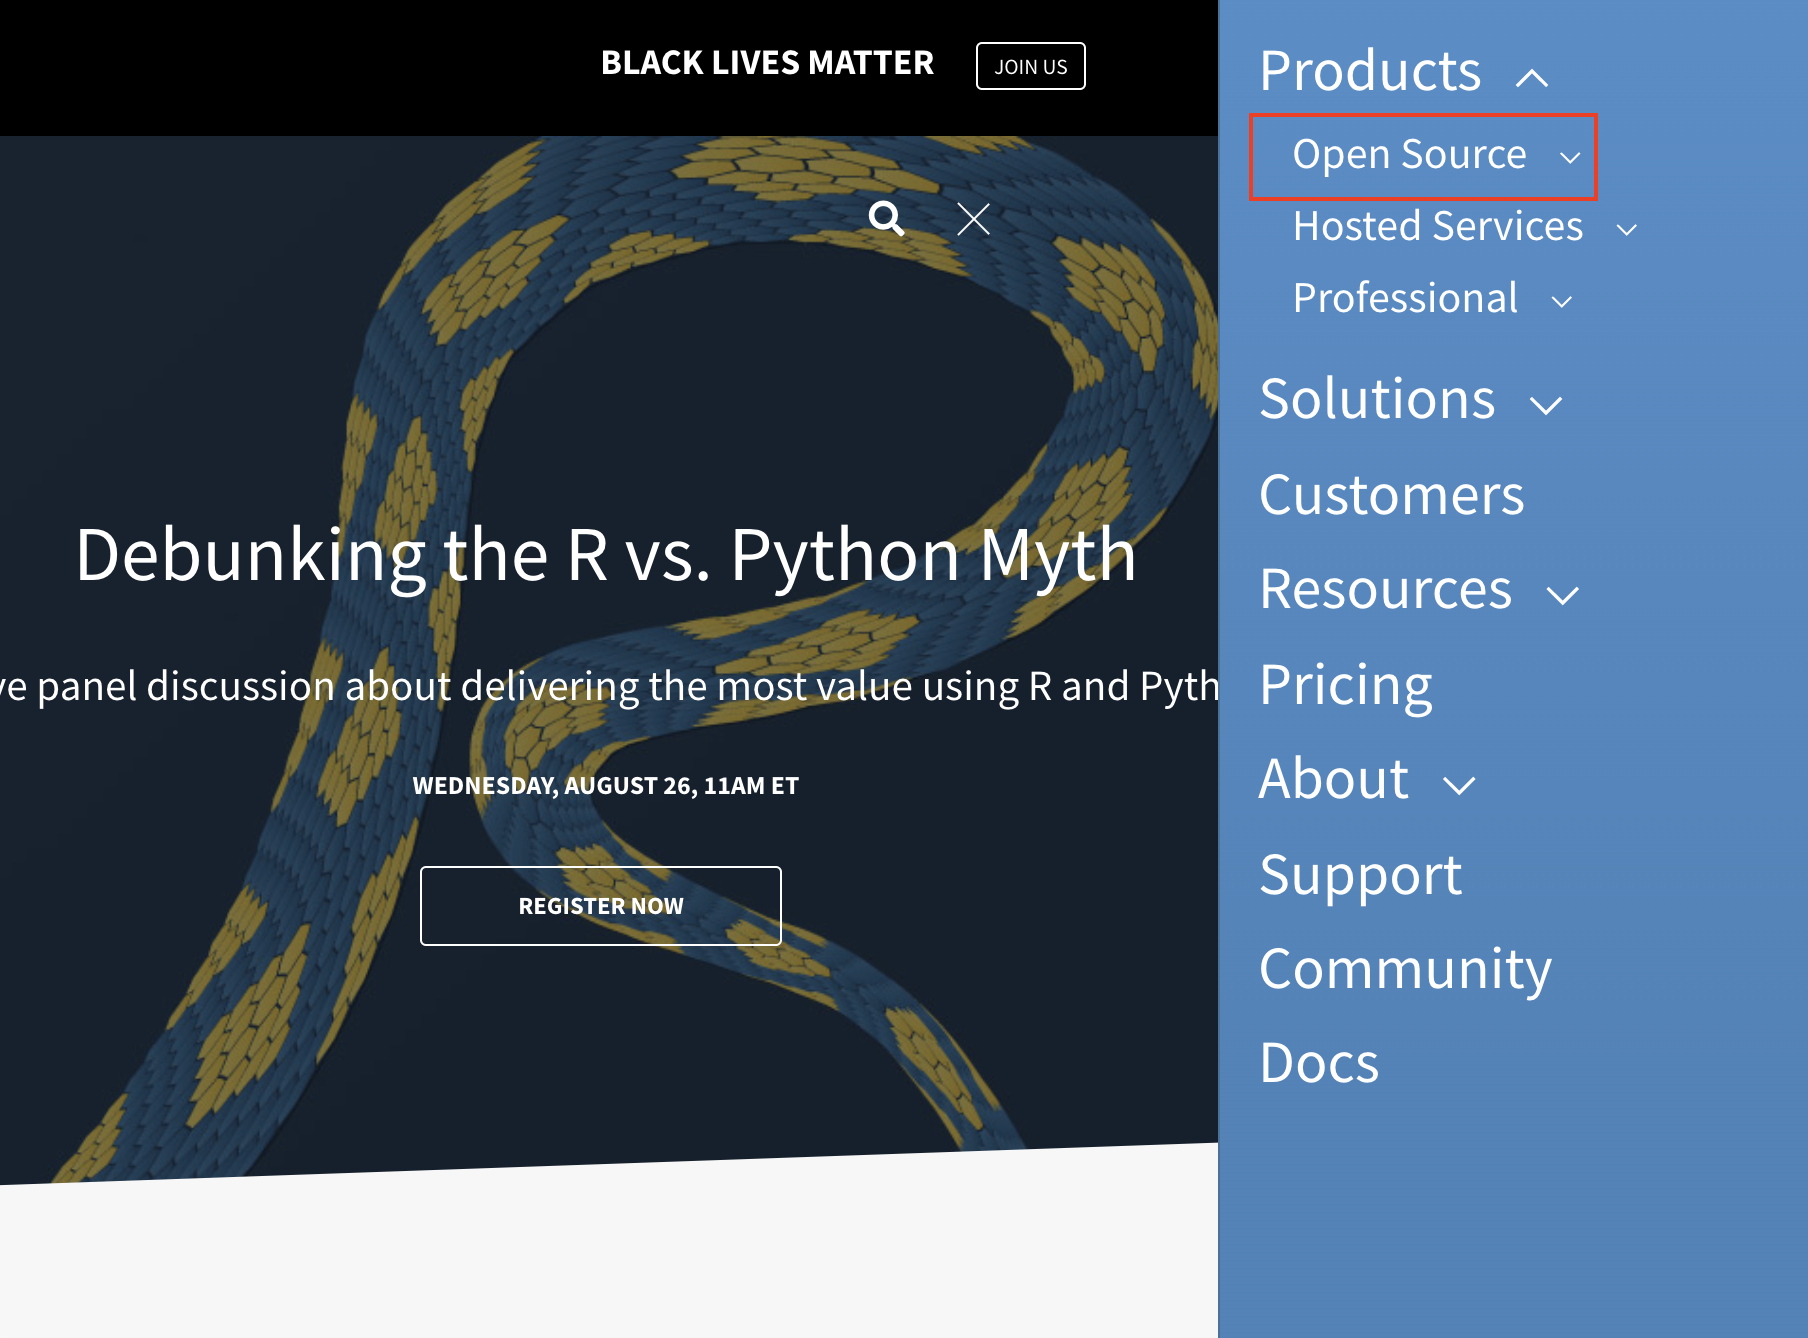 BLACK LIVES MATTER
JOIN US
Debunking the R vs. Python Myth
panel discussion about delivering the most value using R and
WEDNESDAY, AUGUST 26, 11AM ET
REGISTER NOW
Products
Open Source
Hosted Services
Professional
Solutions
Customers
Resources
Pricing
About
Support
Community
Docs